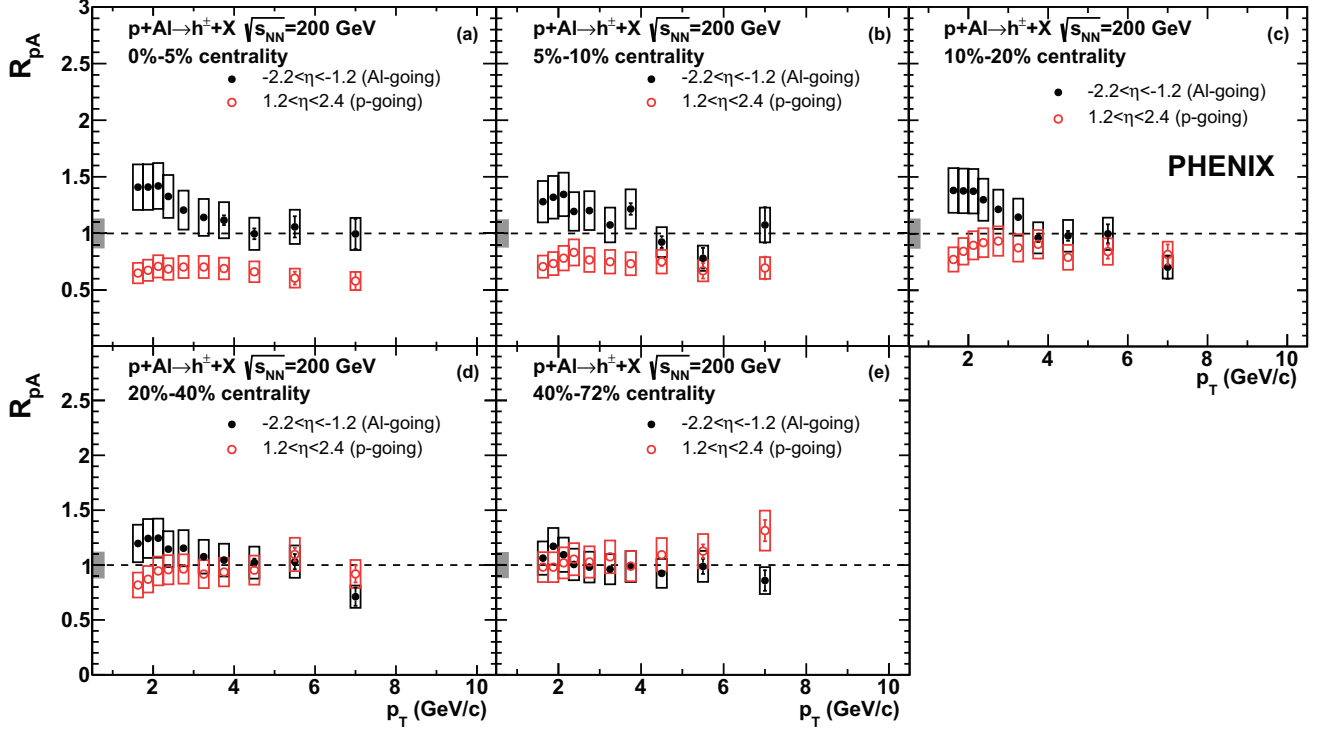 R_pA
3
2.5
2
1.5
1
0.5
p+Al→h±+X √s_NN=200 GeV (a)
0%-5% centrality
-2.2<η<-1.2 (Al-going)
1.2<η<2.4 (p-going)
p+Al→h±+X √s_NN=200 GeV (b)
5%-10% centrality
-2.2<η<-1.2 (Al-going)
1.2<η<2.4 (p-going)
p+Al→h±+X √s_NN=200 GeV (c)
10%-20% centrality
-2.2<η<-1.2 (Al-going)
1.2<η<2.4 (p-going)
PHENIX
2 4 6 8 10
p_T (GeV/c)
R_pA
2.5
2
1.5
1
0.5
0
p+Al→h±+X √s_NN=200 GeV (d)
20%-40% centrality
-2.2<η<-1.2 (Al-going)
1.2<η<2.4 (p-going)
2 4 6 8 10
p_T (GeV/c)
p+Al→h±+X √s_NN=200 GeV (e)
40%-72% centrality
-2.2<η<-1.2 (Al-going)
1.2<η<2.4 (p-going)
2 4 6 8 10
p_T (GeV/c)